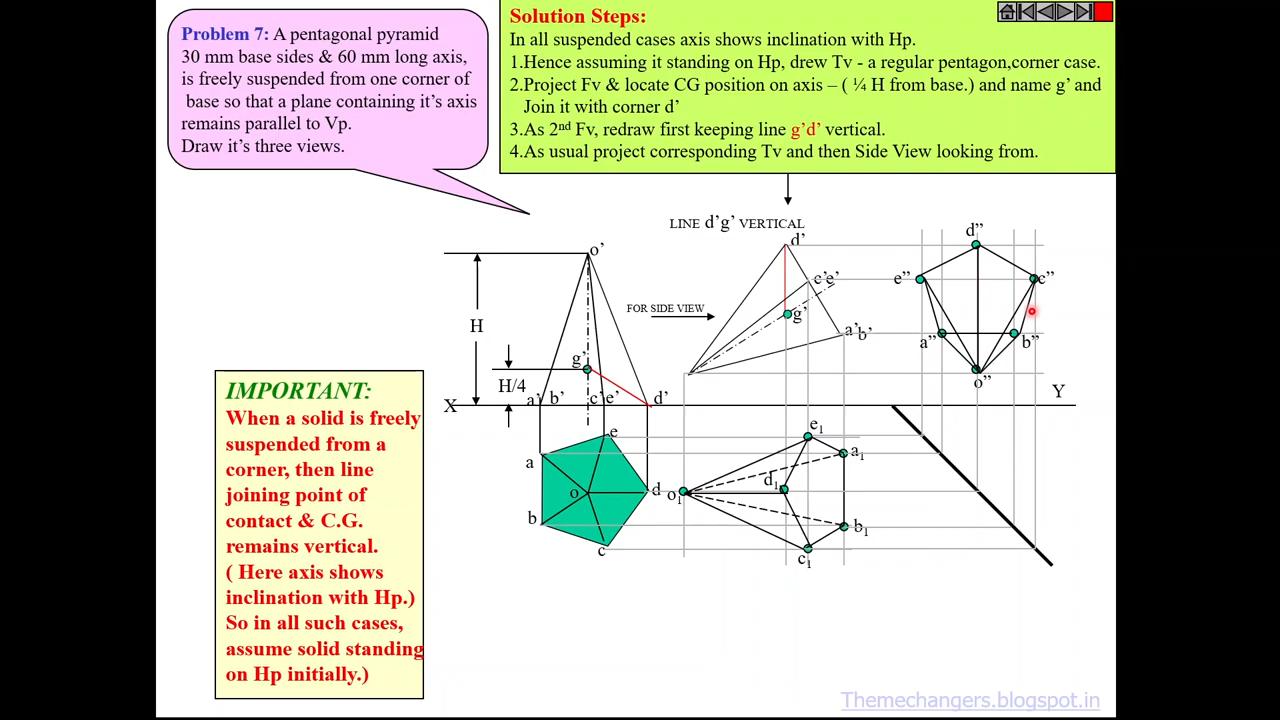 Problem 7: A pentagonal pyramid
30 mm base sides & 60 mm long axis,
is freely suspended from one corner of
base so that a plane containing it's axis
remains parallel to Vp.
Draw it's three views.
Solution Steps:
In all suspended cases axis shows inclination with Hp.
1.Hence assuming it standing on Hp, drew Tv - a regular pentagon,corner case.
2.Project Fv & locate CG position on axis – ( ¼ H from base.) and name g' and
Join it with corner d'
3.As 2nd Fv, redraw first keeping line g'd' vertical.
4.As usual project corresponding Tv and then Side View looking from.
LINE d'g' VERTICAL
d'
d”
o'
c'e'
e”
c”
FOR SIDE VIEW
g'
H
a'b'
a”
b”
g'
o”
H/4
X
a'
b'
c'e'
d'
Y
e
e1
a
a1
o
d
o1
d1
b
b1
c
c1
IMPORTANT:
When a solid is freely
suspended from a
corner, then line
joining point of
contact & C.G.
remains vertical.
( Here axis shows
inclination with Hp.)
So in all such cases,
assume solid standing
on Hp initially.)
Themechangers.blogspot.in